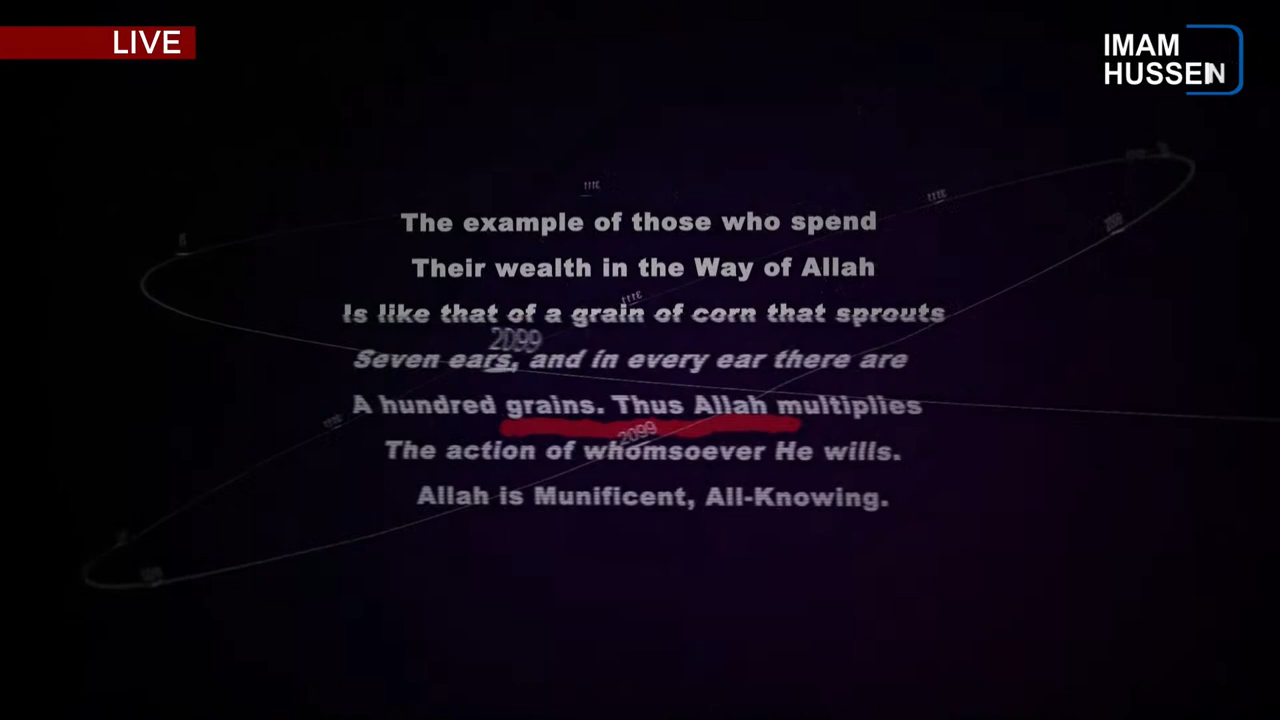 LIVE
IMAM
HUSSEIN
The example of those who spend
Their wealth in the Way of Allah
Is like that of a grain of corn that sprouts
2099
Seven ears, and in every ear there are
A hundred grains. Thus Allah multiplies
2099
The action of whomsoever He wills.
Allah is Munificent, All-Knowing.